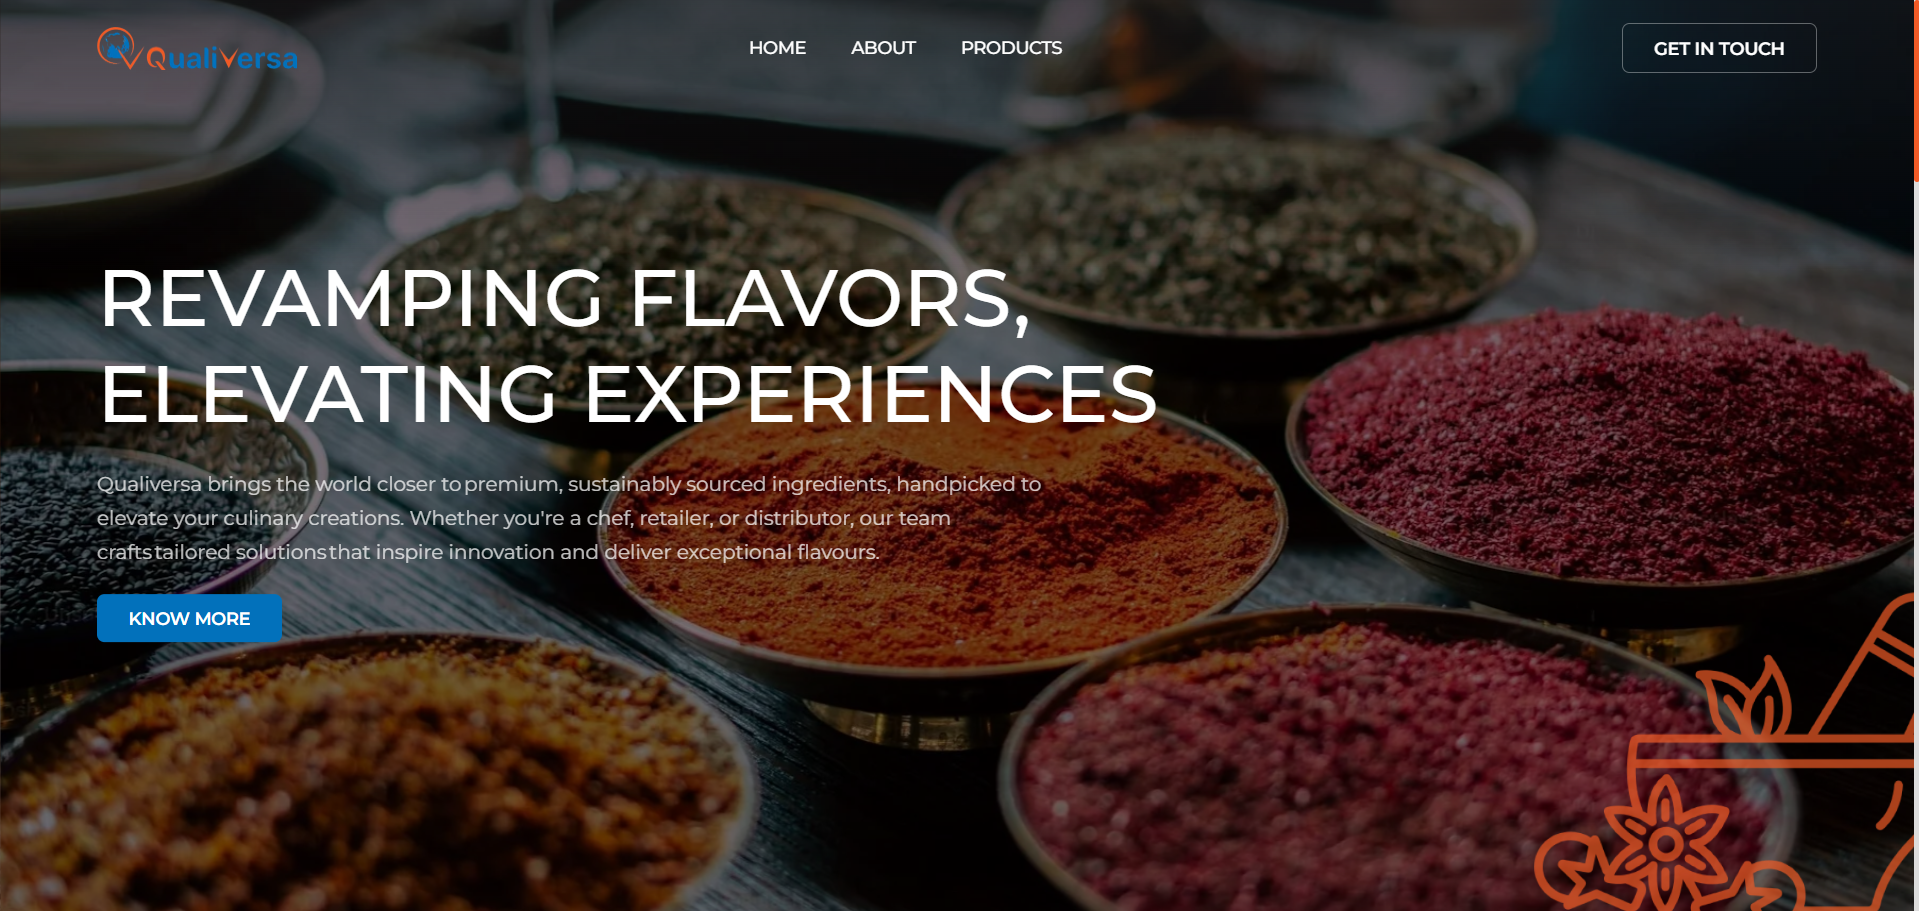 QualiVersa
HOME
ABOUT
PRODUCTS
GET IN TOUCH
REVAMPING FLAVORS,
ELEVATING EXPERIENCES
Qualiversa brings the world closer to premium, sustainably sourced ingredients, handpicked to
elevate your culinary creations. Whether you're a chef, retailer, or distributor, our team
crafts tailored solutions that inspire innovation and deliver exceptional flavours.
KNOW MORE